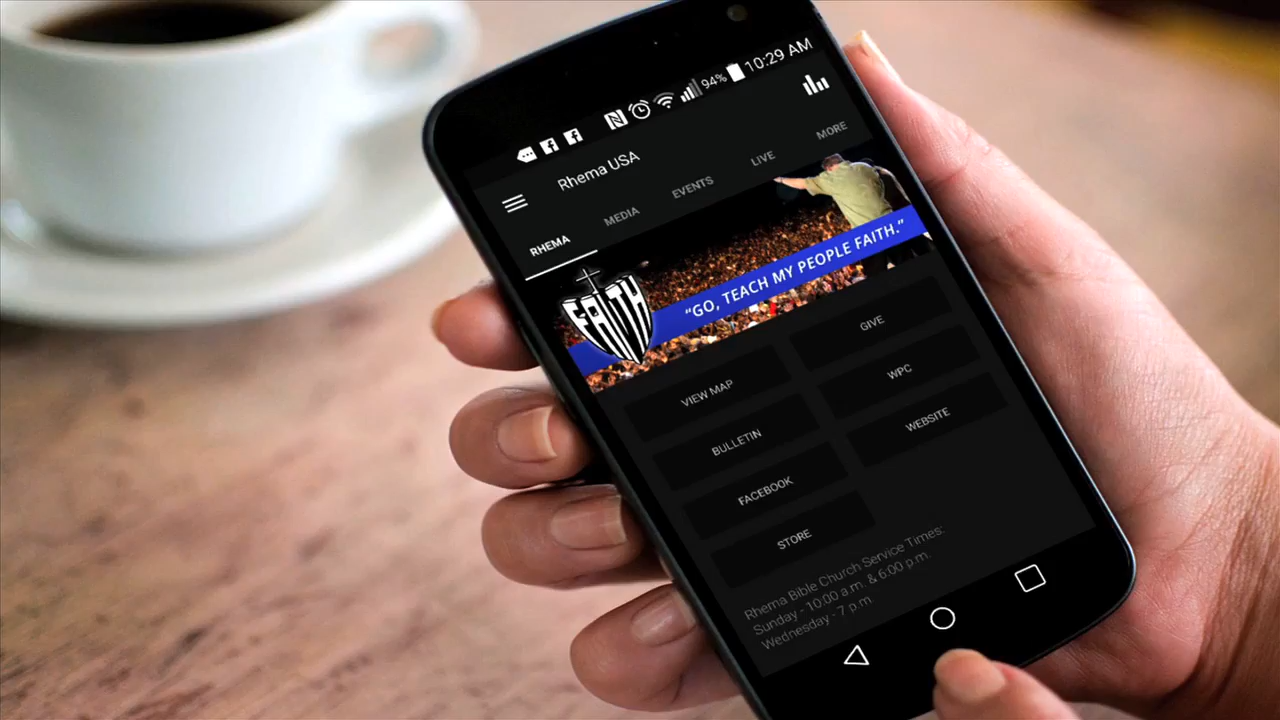 94% 10:29 AM
Rhema USA
RHEMA MEDIA EVENTS LIVE MORE
FAITH
“GO, TEACH MY PEOPLE FAITH.”
VIEW MAP GIVE
BULLETIN WPC
FACEBOOK WEBSITE
STORE
Rhema Bible Church Service Times:
Sunday - 10:00 a.m. & 6:00 p.m.
Wednesday - 7 p.m.